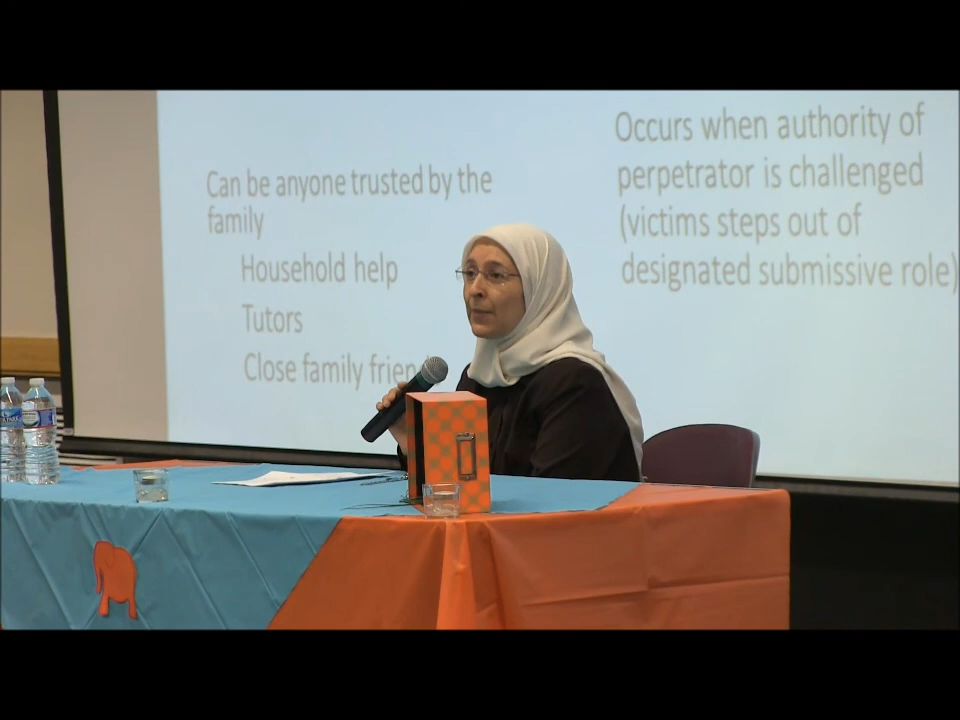 Can be anyone trusted by the
family
Household help
Tutors
Close family
Occurs when authority of
perpetrator is challenged
(victims steps out of
designated submissive role)